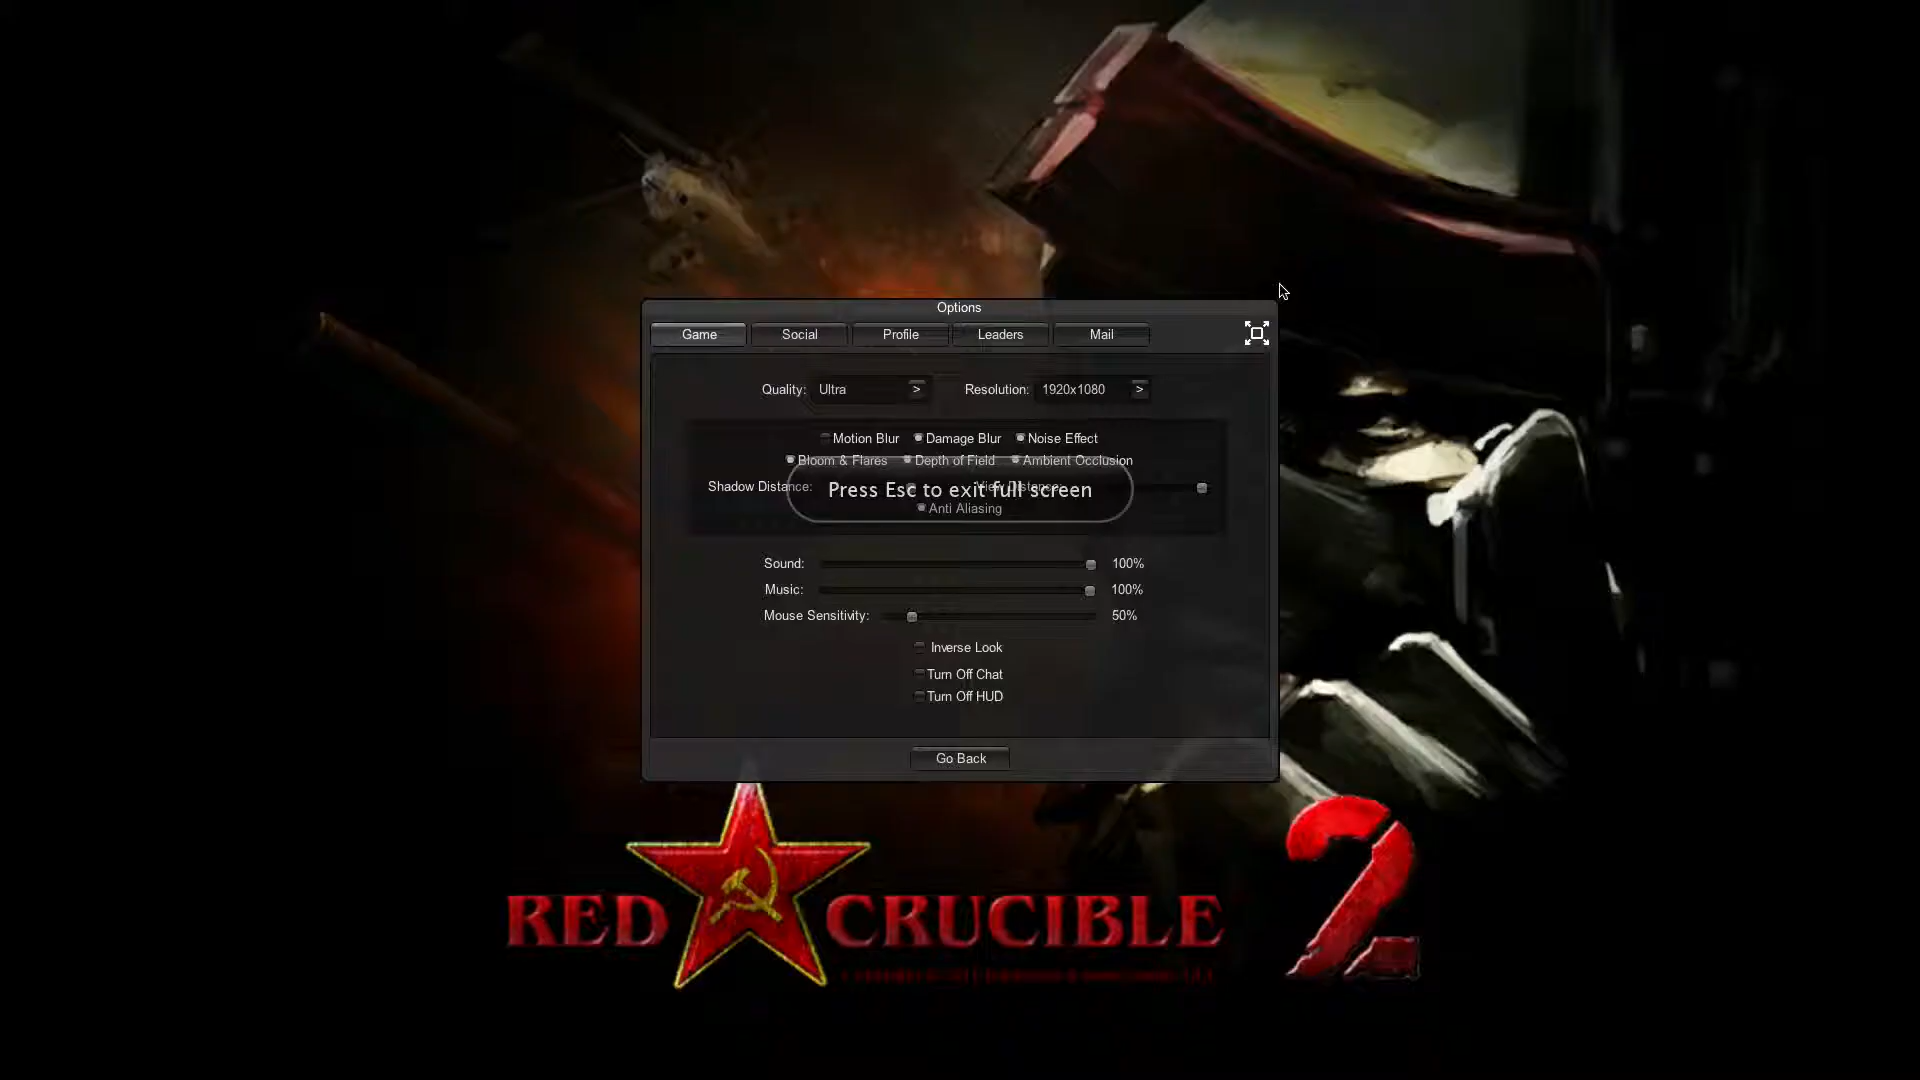 Options
Game Social Profile Leaders Mail
Quality: Ultra > Resolution: 1920x1080 >
Motion Blur Damage Blur Noise Effect
Bloom & Flares Depth of Field Ambient Occlusion
Shadow Distance: View Distance:
Press Esc to exit full screen
Anti Aliasing
Sound: 100%
Music: 100%
Mouse Sensitivity: 50%
Inverse Look
Turn Off Chat
Turn Off HUD
Go Back
RED CRUCIBLE 2